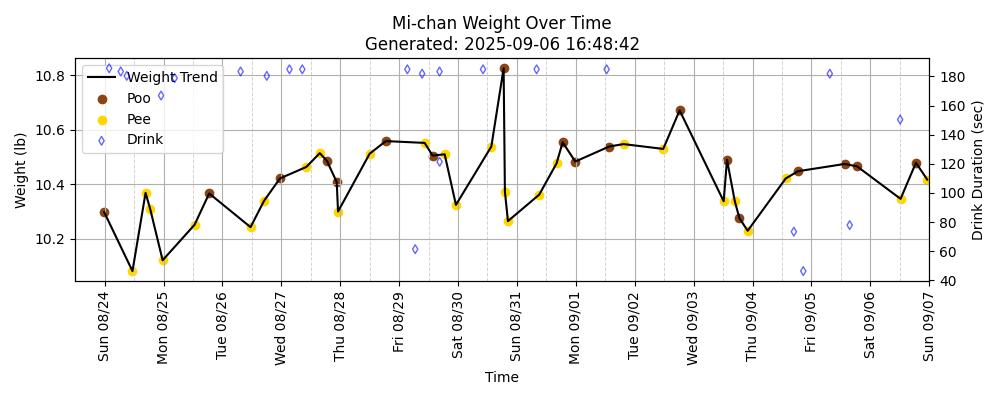 Mi-chan Weight Over Time
Generated: 2025-09-06 16:48:42
Weight (lb)
10.8
10.6
10.4
10.2
Weight Trend
Poo
Pee
Drink
180
160
140
120
100
80
60
40
Drink Duration (sec)
Sun 08/24
Mon 08/25
Tue 08/26
Wed 08/27
Thu 08/28
Fri 08/29
Sat 08/30
Sun 08/31
Mon 09/01
Tue 09/02
Wed 09/03
Thu 09/04
Fri 09/05
Sat 09/06
Sun 09/07
Time